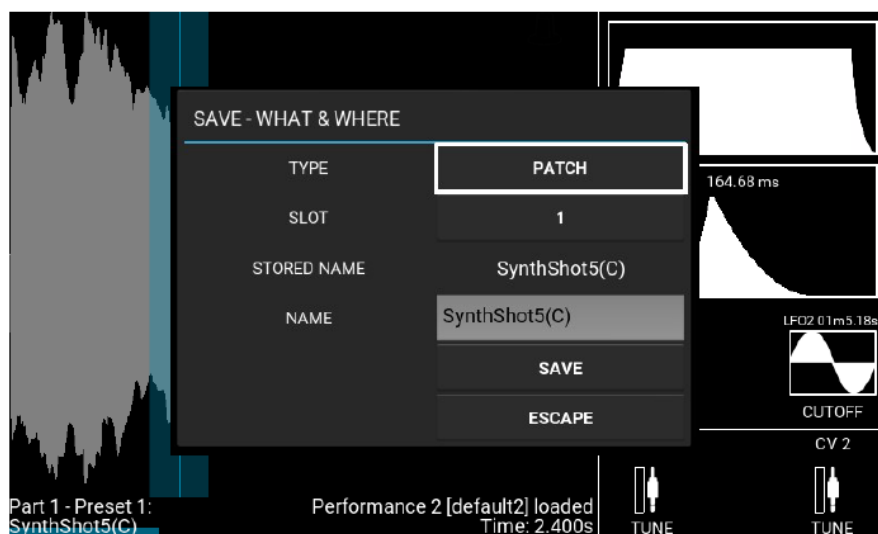 SAVE - WHAT & WHERE
TYPE PATCH
SLOT 1
STORED NAME SynthShot5(C)
NAME SynthShot5(C)
SAVE
ESCAPE
164.68 ms
LFO2 01m5.18s
CUTOFF
CV 2
TUNE TUNE
Part 1 - Preset 1:
SynthShot5(C)
Performance 2 [default2] loaded
Time: 2.400s